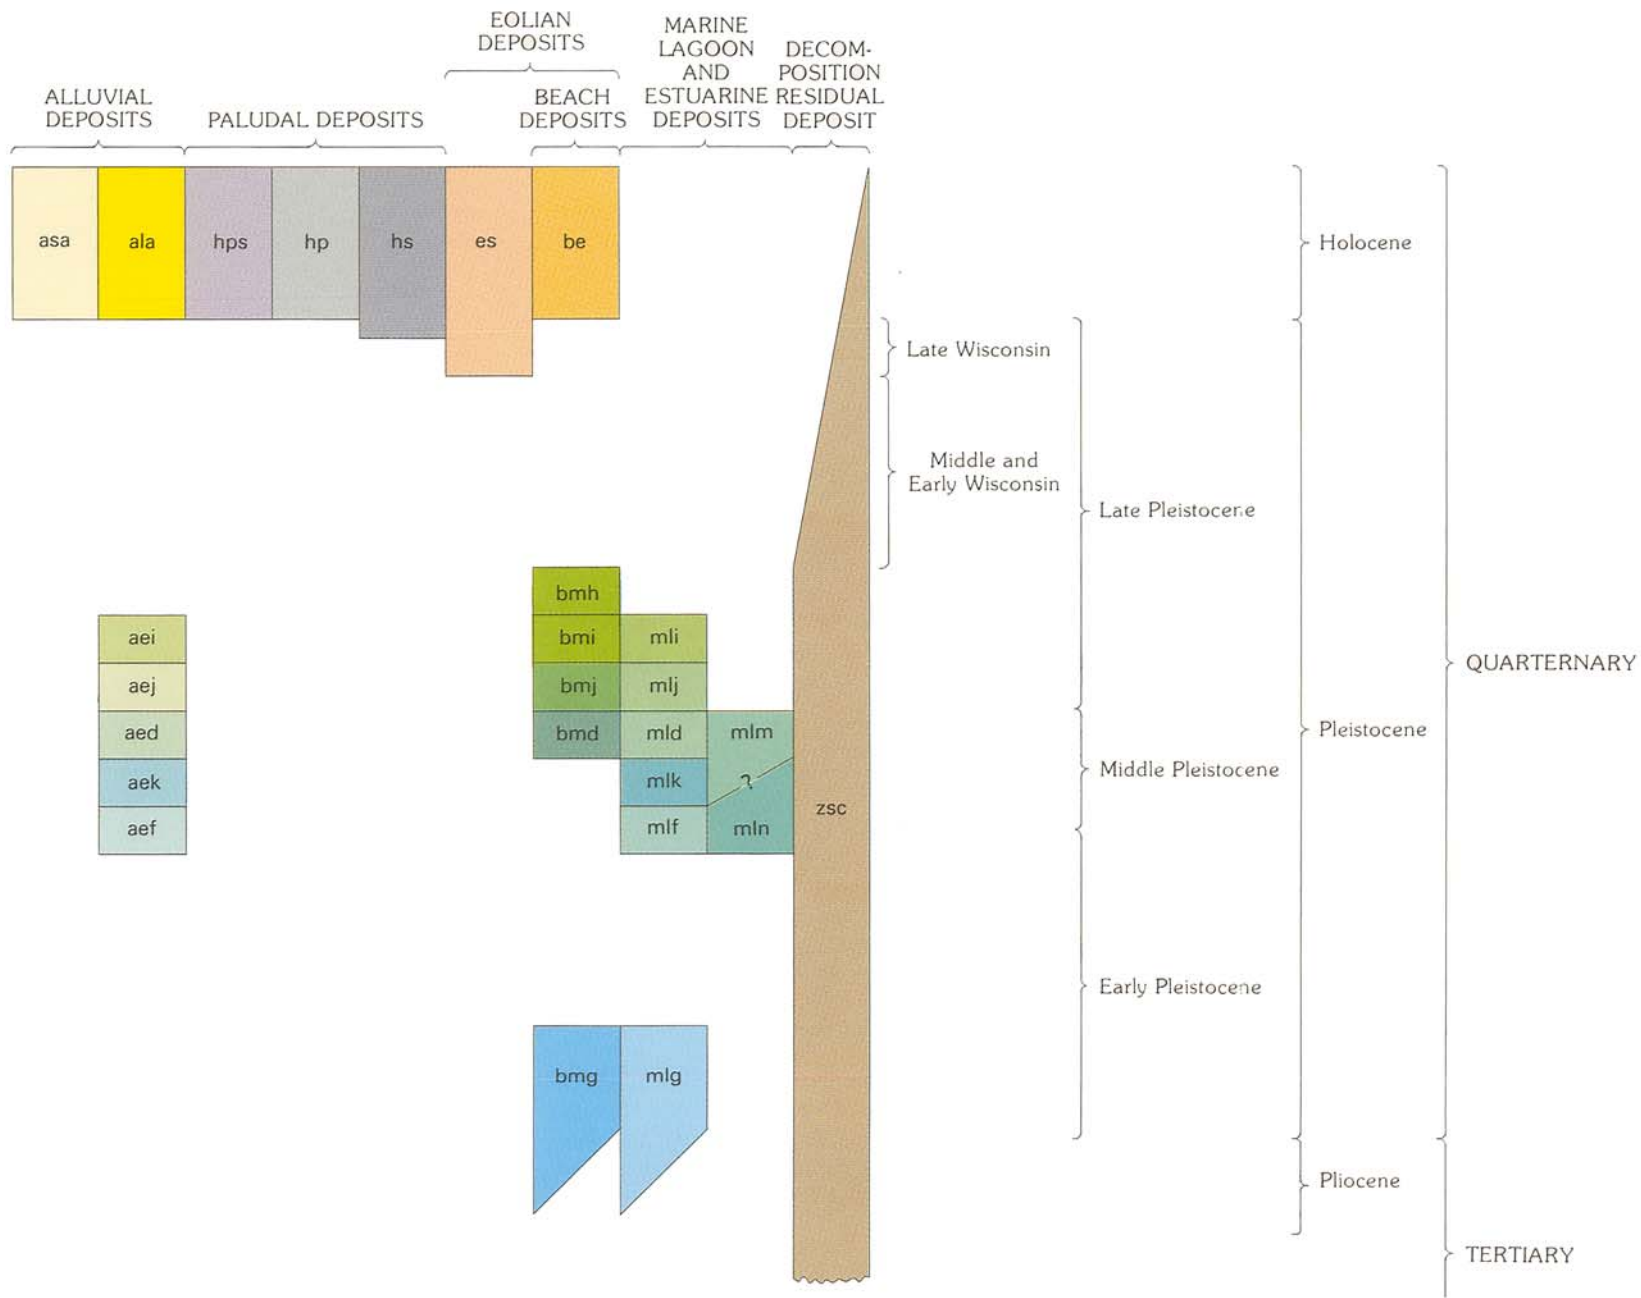 EOLIAN
DEPOSITS
MARINE
LAGOON
AND
ESTUARINE
DEPOSITS
DECOM-
POSITION
RESIDUAL
DEPOSIT
ALLUVIAL
DEPOSITS
PALUDAL DEPOSITS
BEACH
DEPOSITS
asa
ala
hps
hp
hs
es
be
Holocene
Late Wisconsin
Middle and
Early Wisconsin
Late Pleistocene
bmh
aei
bmi
mli
aej
bmj
mlj
QUARTERNARY
aed
bmd
mld
mlm
Pleistocene
aek
mlk
?
Middle Pleistocene
zsc
aef
mlf
mln
Early Pleistocene
bmg
mlg
Pliocene
TERTIARY